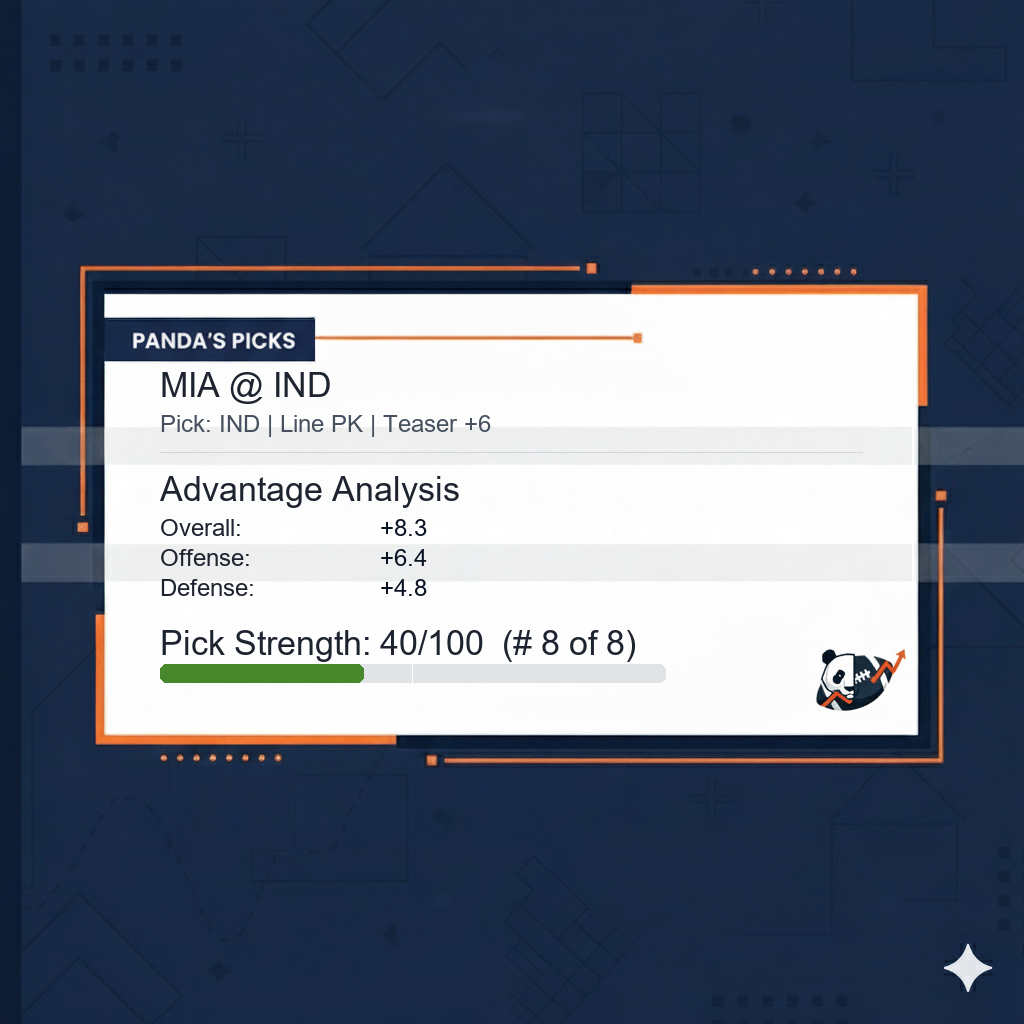 PANDA'S PICKS
MIA @ IND
Pick: IND | Line PK | Teaser +6
Advantage Analysis
Overall: +8.3
Offense: +6.4
Defense: +4.8
Pick Strength: 40/100 (# 8 of 8)